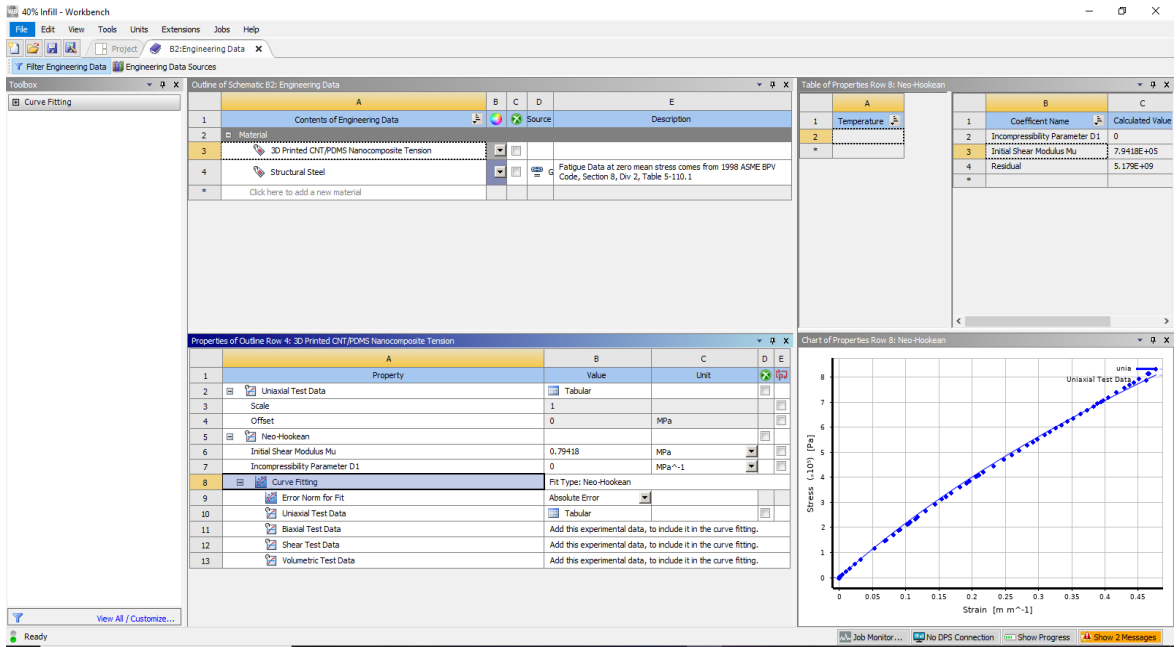 40% Infill - Workbench
File Edit View Tools Units Extensions Jobs Help
Project B2:Engineering Data X
Filter Engineering Data Engineering Data Sources
Toolbox
Curve Fitting
View All / Customize...
Outline of Schematic B2: Engineering Data
A B C D E
1 Contents of Engineering Data Source Description
2 Material
3 3D Printed CNT/PDMS Nanocomposite Tension
4 Structural Steel G Fatigue Data at zero mean stress comes from 1998 ASME BPV
Code, Section 8, Div 2, Table 5-110.1
* Click here to add a new material
Table of Properties Row 8: Neo-Hookean
A
1 Temperature
2
*
B C
1 Coefficent Name Calculated Value
2 Incompressibility Parameter D1 0
3 Initial Shear Modulus Mu 7.9418E+05
4 Residual 5.179E+09
*
Properties of Outline Row 4: 3D Printed CNT/PDMS Nanocomposite Tension
A B C D E
1 Property Value Unit
2 Uniaxial Test Data Tabular
3 Scale 1
4 Offset 0 MPa
5 Neo-Hookean
6 Initial Shear Modulus Mu 0.79418 MPa
7 Incompressibility Parameter D1 0 MPa^-1
8 Curve Fitting Fit Type: Neo-Hookean
9 Error Norm for Fit Absolute Error
10 Uniaxial Test Data Tabular
11 Biaxial Test Data Add this experimental data, to include it in the curve fitting.
12 Shear Test Data Add this experimental data, to include it in the curve fitting.
13 Volumetric Test Data Add this experimental data, to include it in the curve fitting.
Chart of Properties Row 8: Neo-Hookean
unia
Uniaxial Test Data
8
7
6
5
4
3
2
1
0
Stress (.10⁵) [Pa]
0 0.05 0.1 0.15 0.2 0.25 0.3 0.35 0.4 0.45
Strain [m m^-1]
Ready
Job Monitor... No DPS Connection Show Progress Show 2 Messages